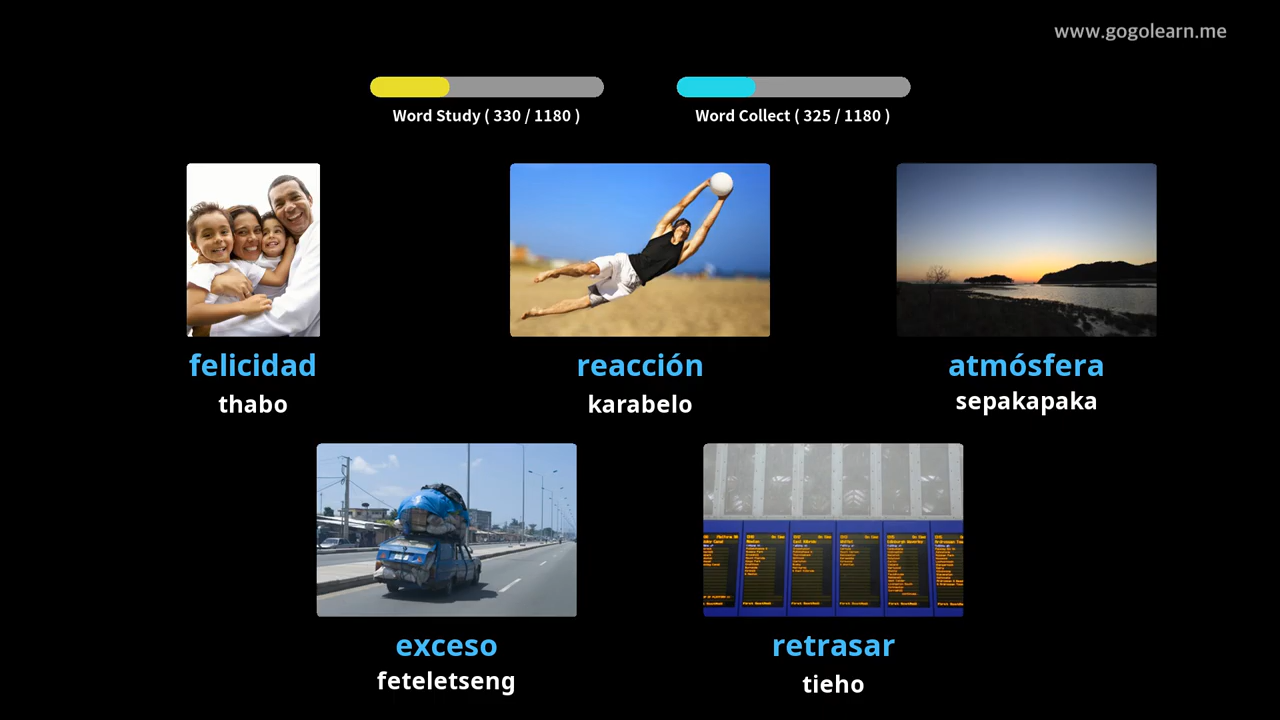 www.gogolearn.me
Word Study ( 330 / 1180 )
Word Collect ( 325 / 1180 )
felicidad
thabo
reacción
karabelo
atmósfera
sepakapaka
exceso
feteletseng
retrasar
tieho